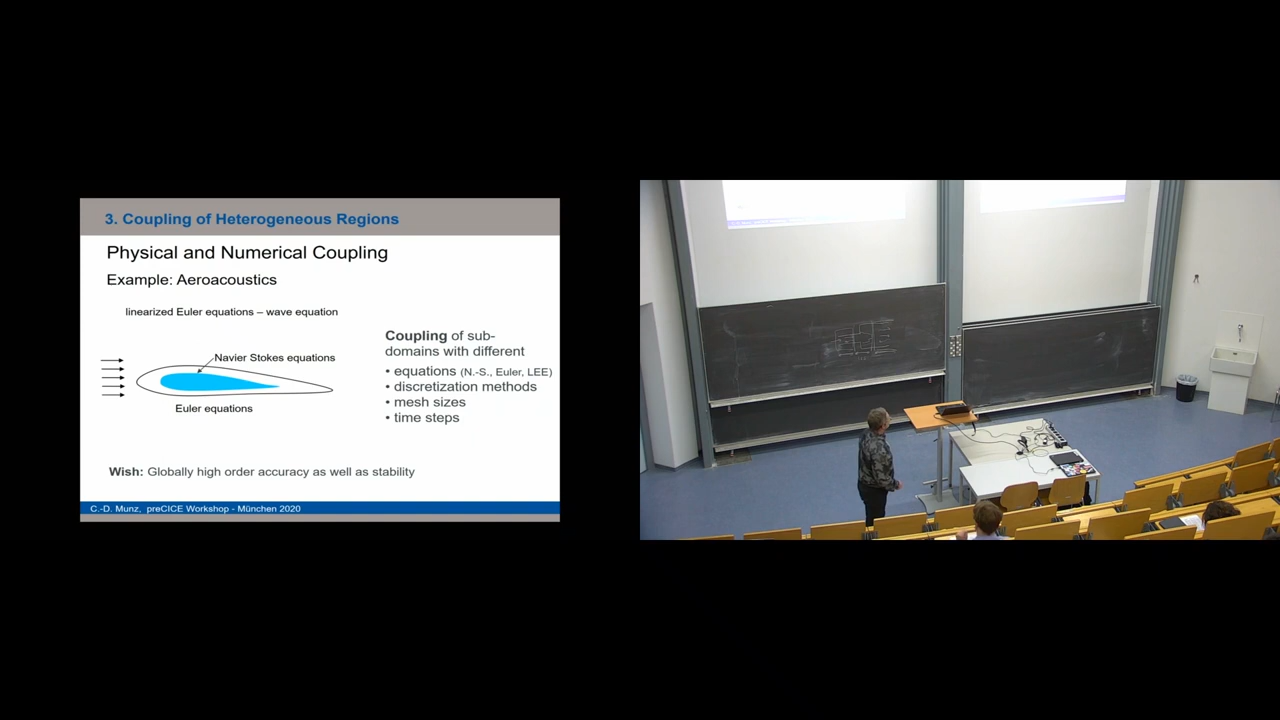 3. Coupling of Heterogeneous Regions
Physical and Numerical Coupling
Example: Aeroacoustics
linearized Euler equations – wave equation
Navier Stokes equations
Euler equations
Coupling of sub-
domains with different
• equations (N.-S., Euler, LEE)
• discretization methods
• mesh sizes
• time steps
Wish: Globally high order accuracy as well as stability
C.-D. Munz, preCICE Workshop - München 2020